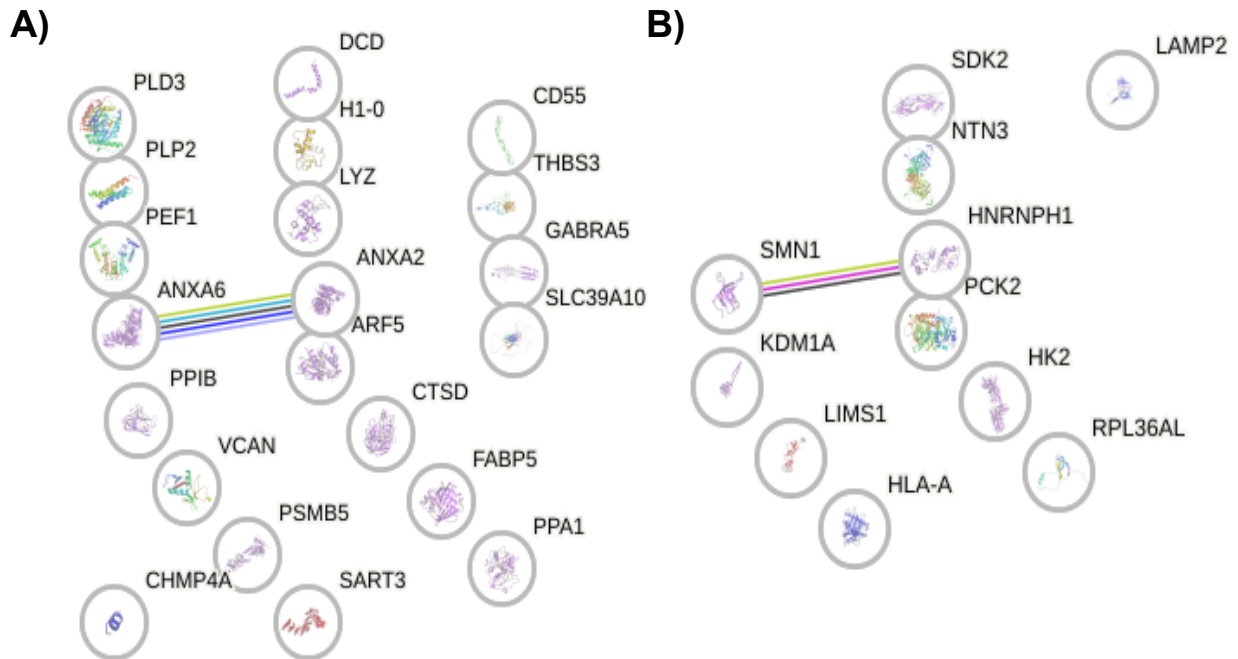 A)
DCD
PLD3
CD55
H1-0
PLP2
THBS3
LYZ
PEF1
GABRA5
ANXA2
ANXA6
SLC39A10
ARF5
PPIB
CTSD
VCAN
FABP5
PSMB5
PPA1
CHMP4A
SART3
B)
LAMP2
SDK2
NTN3
HNRNPH1
SMN1
PCK2
KDM1A
HK2
LIMS1
RPL36AL
HLA-A